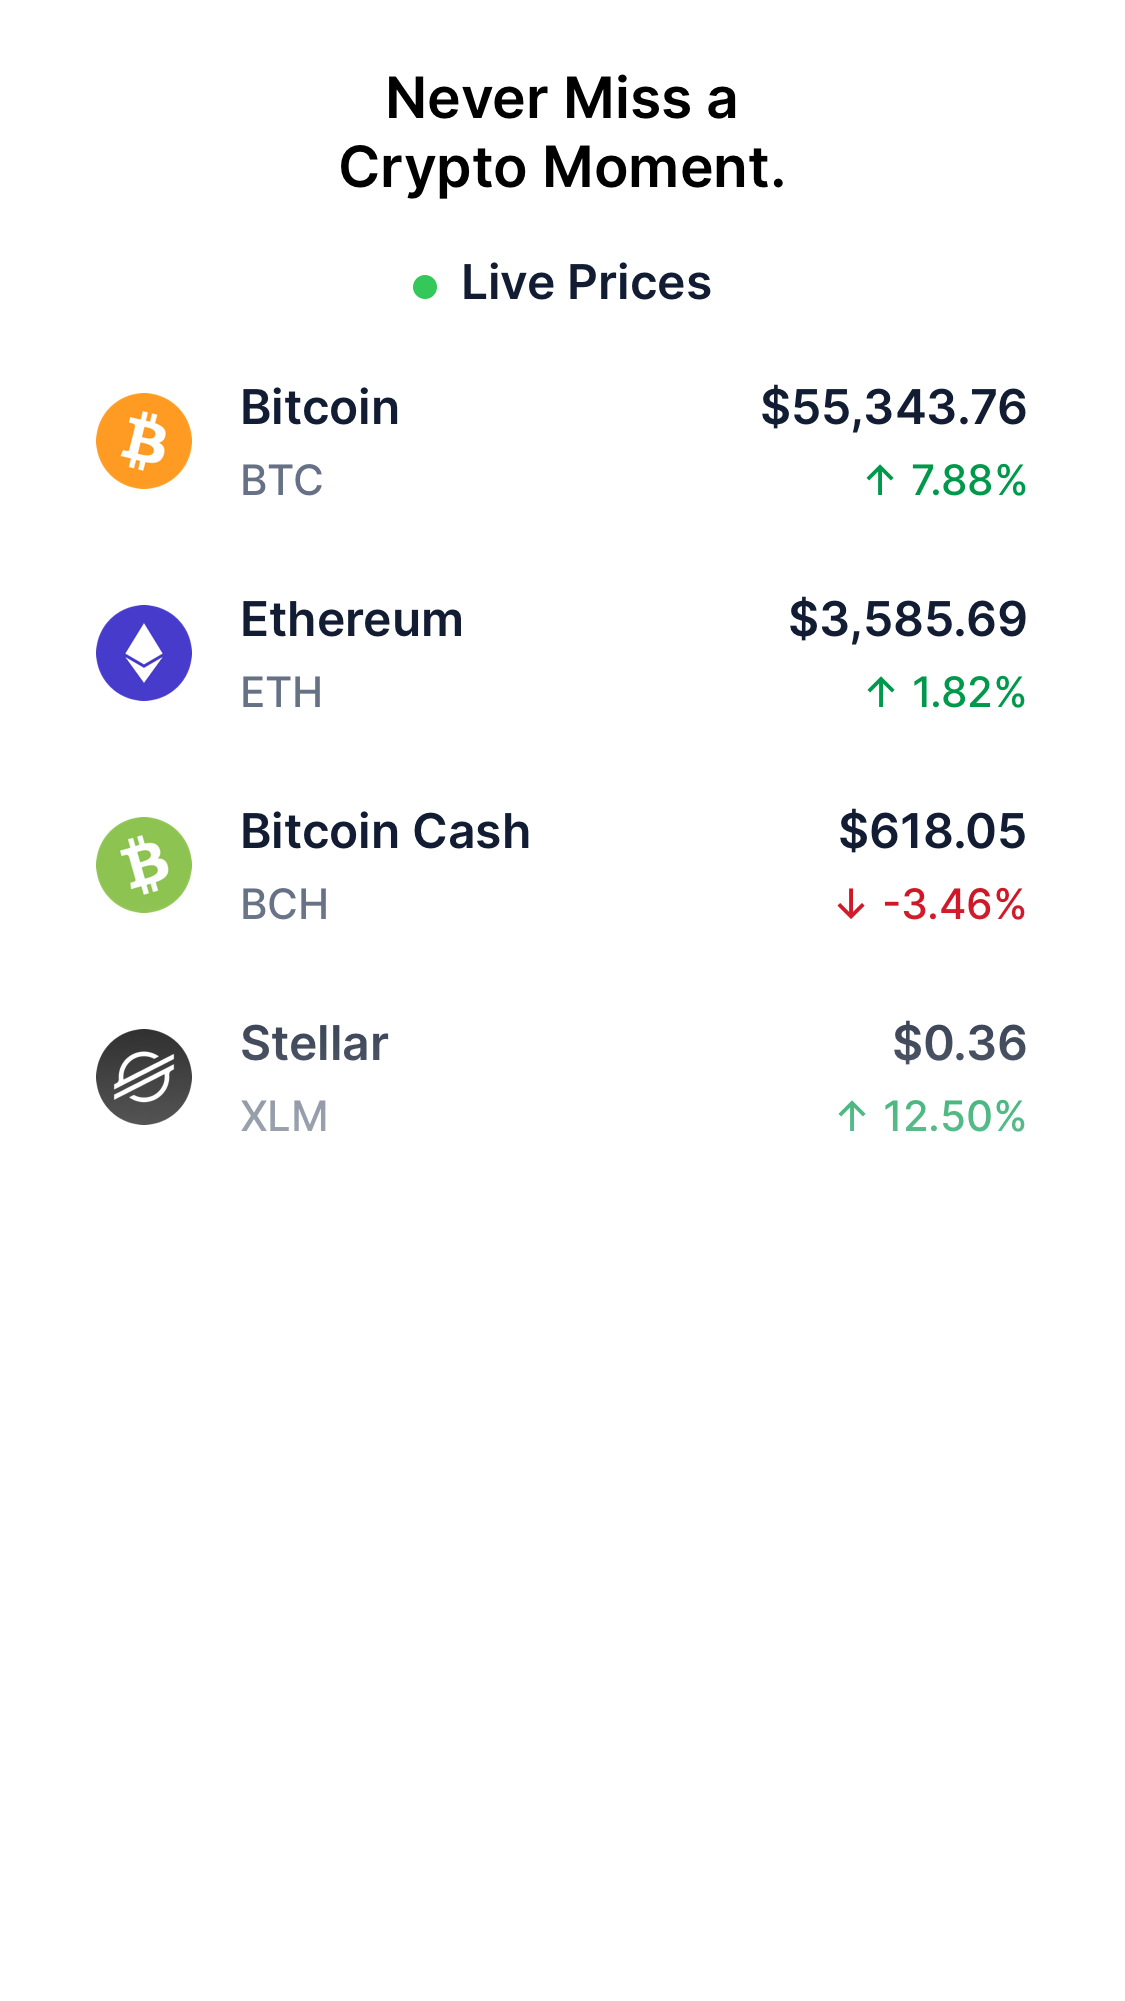 Never Miss a
Crypto Moment.
Live Prices
Bitcoin $55,343.76
BTC ↑ 7.88%
Ethereum $3,585.69
ETH ↑ 1.82%
Bitcoin Cash $618.05
BCH ↓ -3.46%
Stellar $0.36
XLM ↑ 12.50%